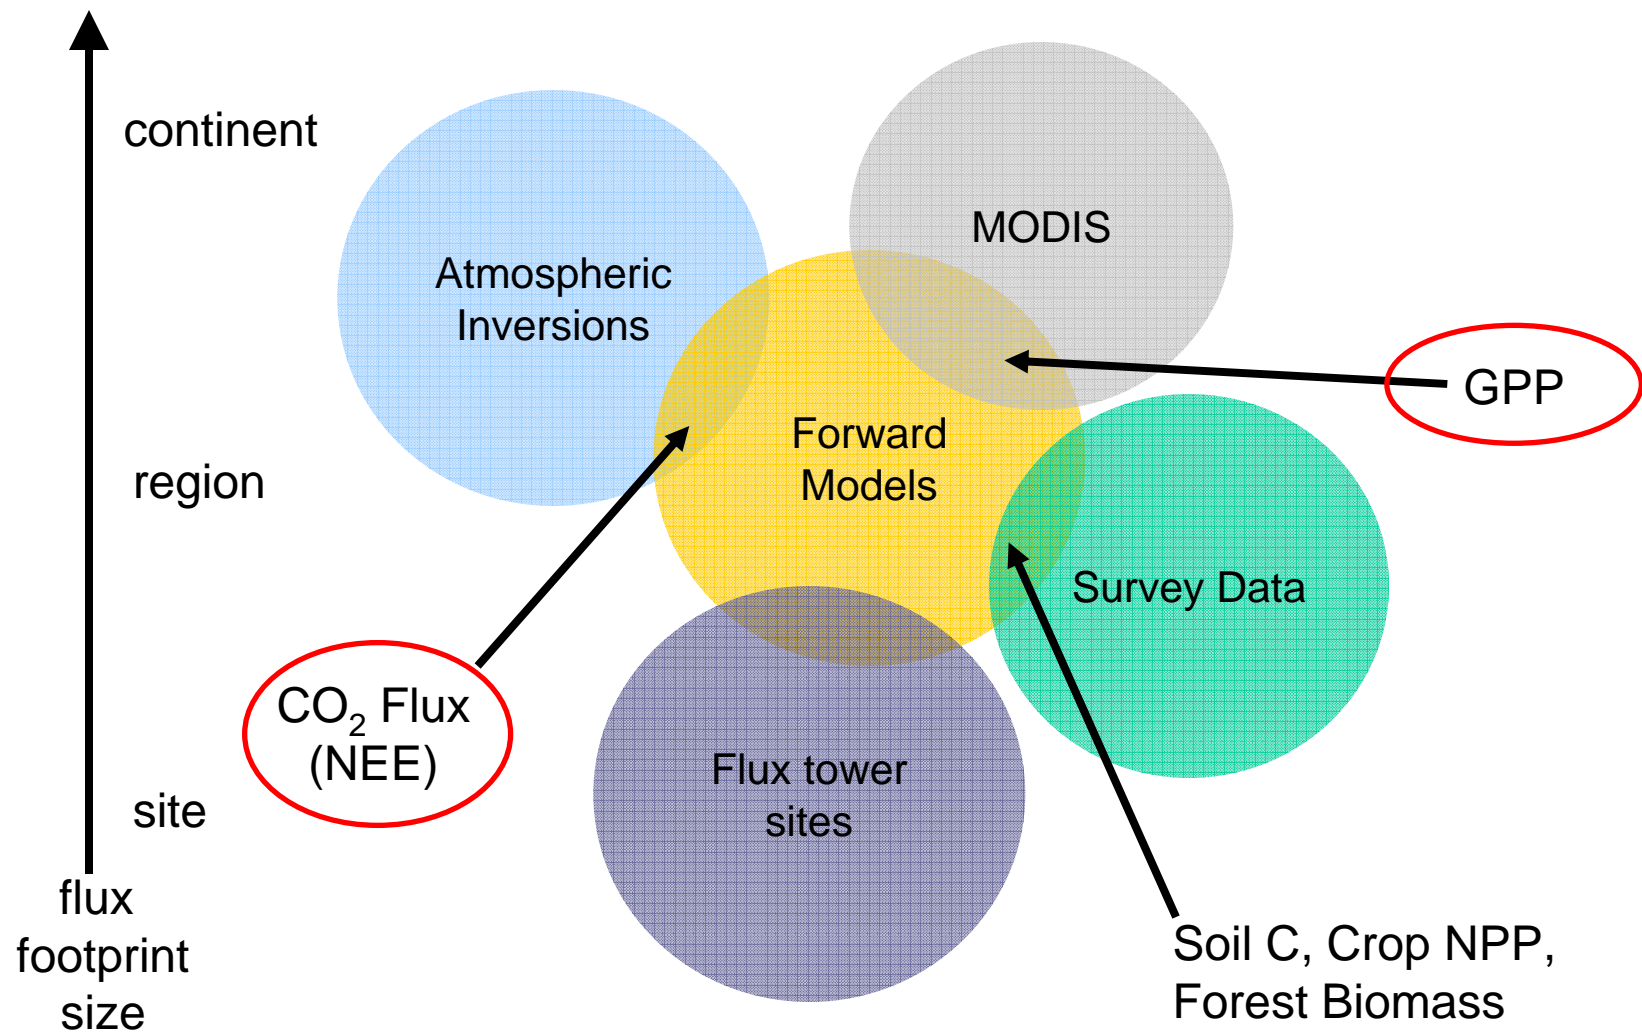 continent
MODIS
Atmospheric
Inversions
GPP
Forward
Models
region
Survey Data
CO₂ Flux
(NEE)
Flux tower
sites
site
flux
footprint
size
Soil C, Crop NPP,
Forest Biomass